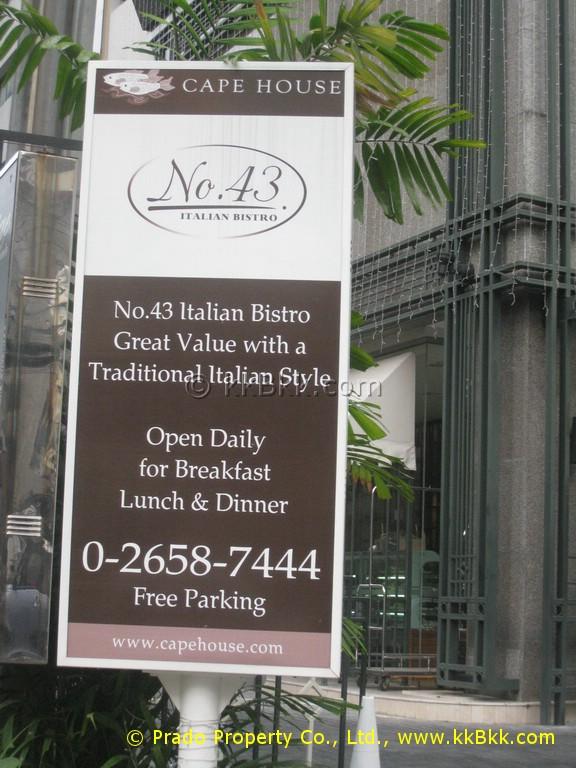 CAPE HOUSE
No.43
ITALIAN BISTRO
No.43 Italian Bistro
Great Value with a
Traditional Italian Style
© kkBKK.com
Open Daily
for Breakfast
Lunch & Dinner
0-2658-7444
Free Parking
www.capehouse.com
© Prado Property Co., Ltd., www.kkBkk.com